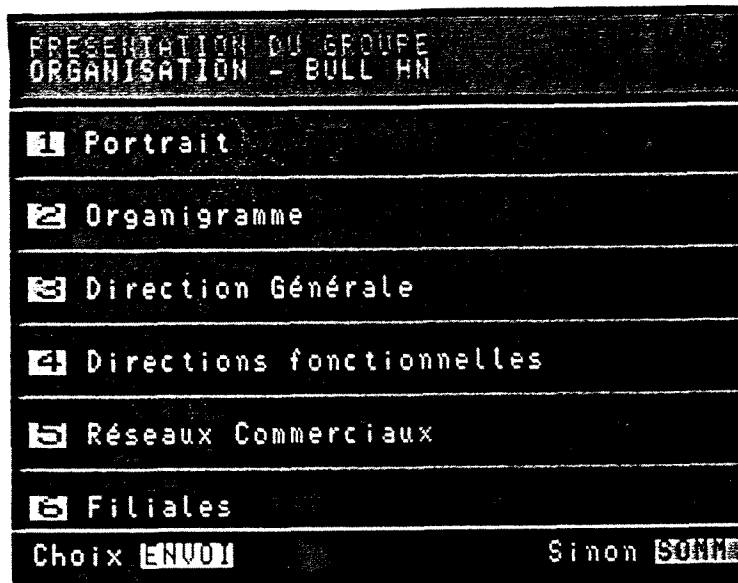 PRESENTATION DU GROUPE
ORGANISATION - BULL HN
1 Portrait
2 Organigramme
3 Direction Générale
4 Directions fonctionnelles
5 Réseaux Commerciaux
6 Filiales
Choix ENVOI Sinon SOMM